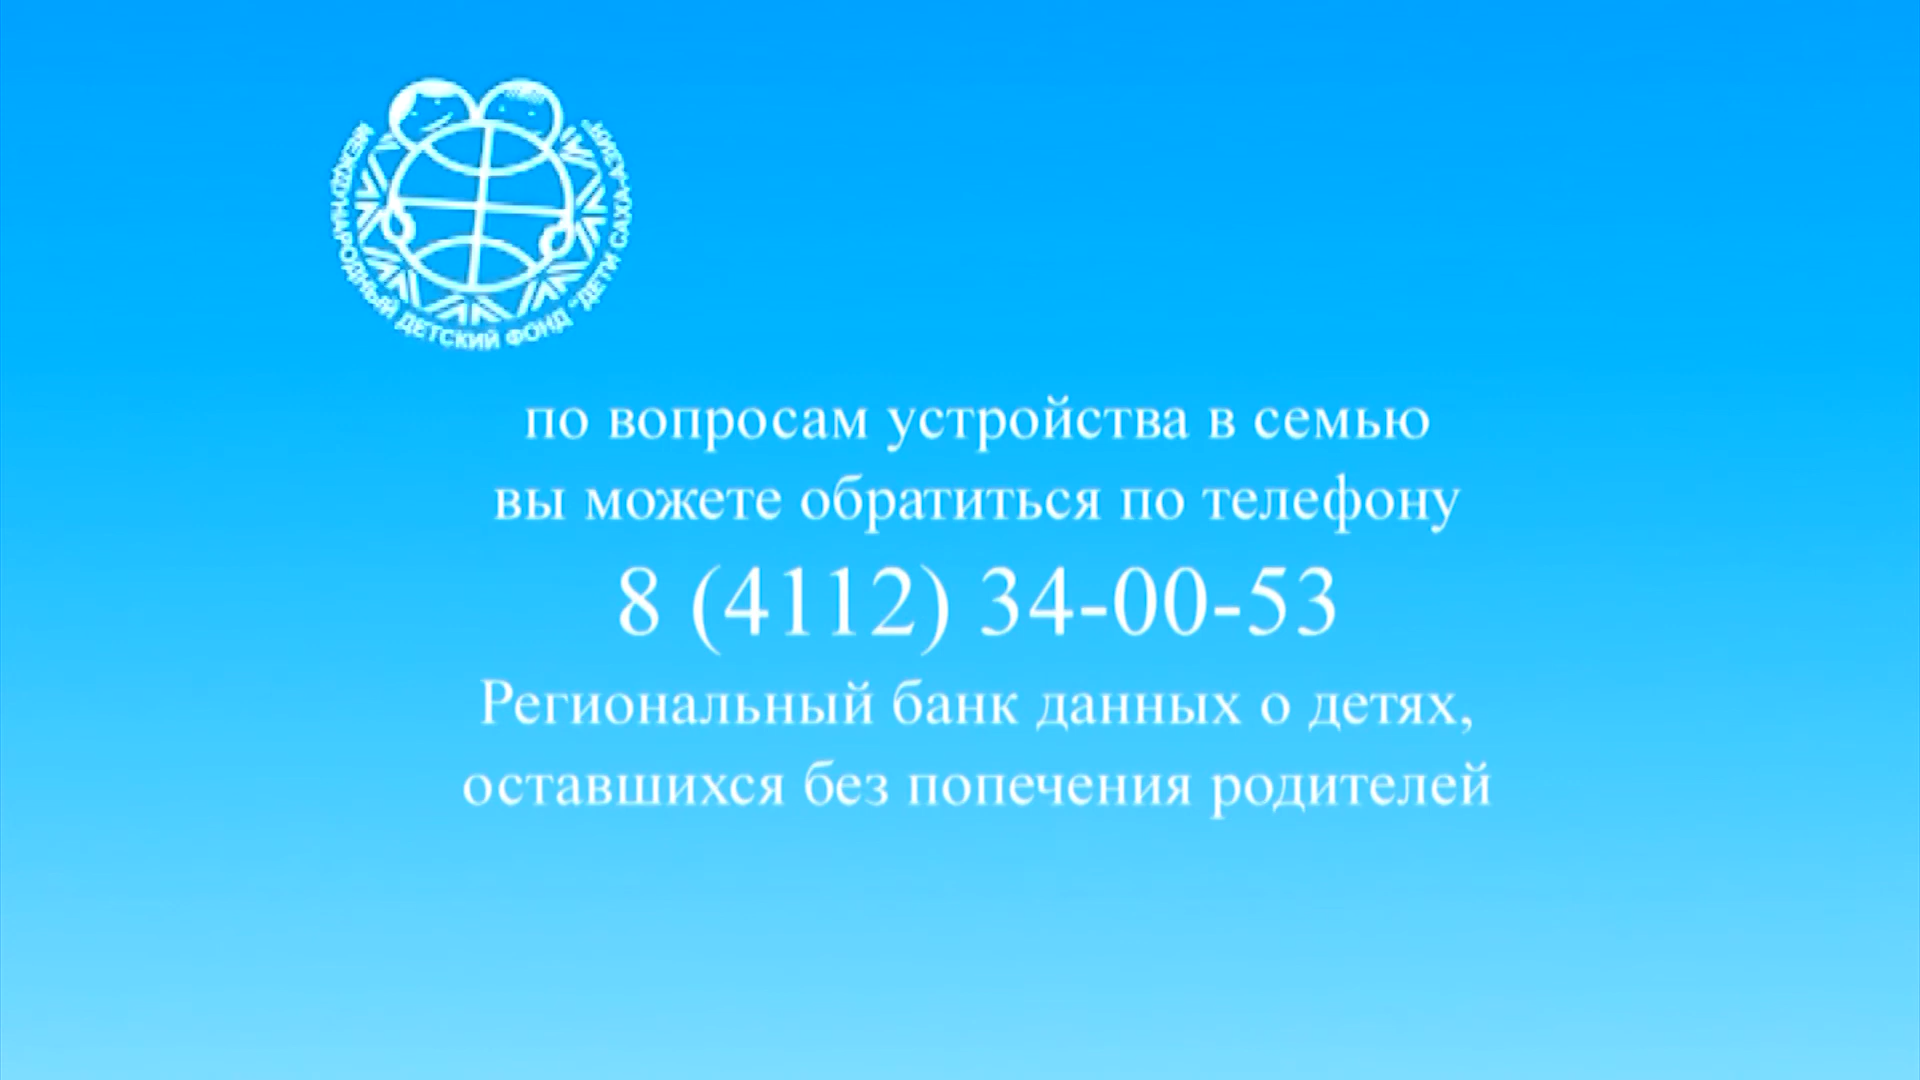 МЕЖДУНАРОДНЫЙ ДЕТСКИЙ ФОНД "ДЕТИ САХА-АЗИЯ"
по вопросам устройства в семью
вы можете обратиться по телефону
8 (4112) 34-00-53
Региональный банк данных о детях,
оставшихся без попечения родителей